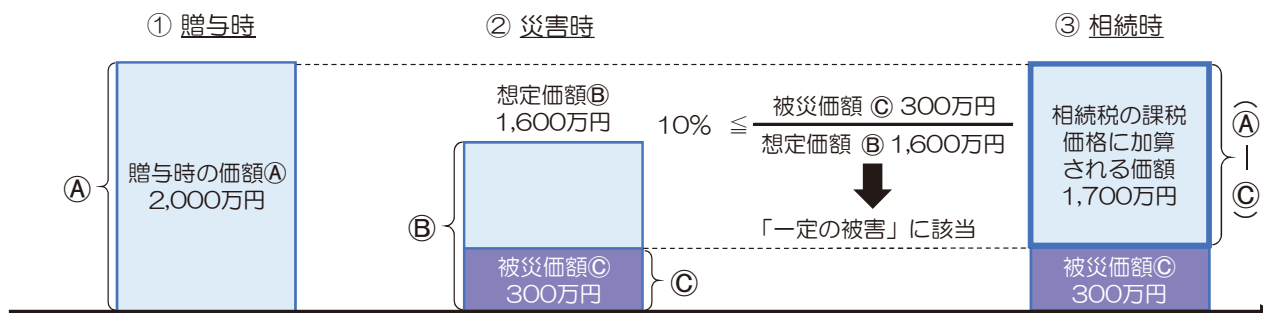 ① 贈与時
② 災害時
③ 相続時
Ⓐ
贈与時の価額Ⓐ
2,000万円
想定価額Ⓑ
1,600万円
Ⓑ
被災価額Ⓒ
300万円
Ⓒ
10% ≦
被災価額 Ⓒ 300万円
想定価額 Ⓑ 1,600万円
「一定の被害」に該当
相続税の課税
価格に加算
される価額
1,700万円
(Ⓐ－Ⓒ)
被災価額Ⓒ
300万円